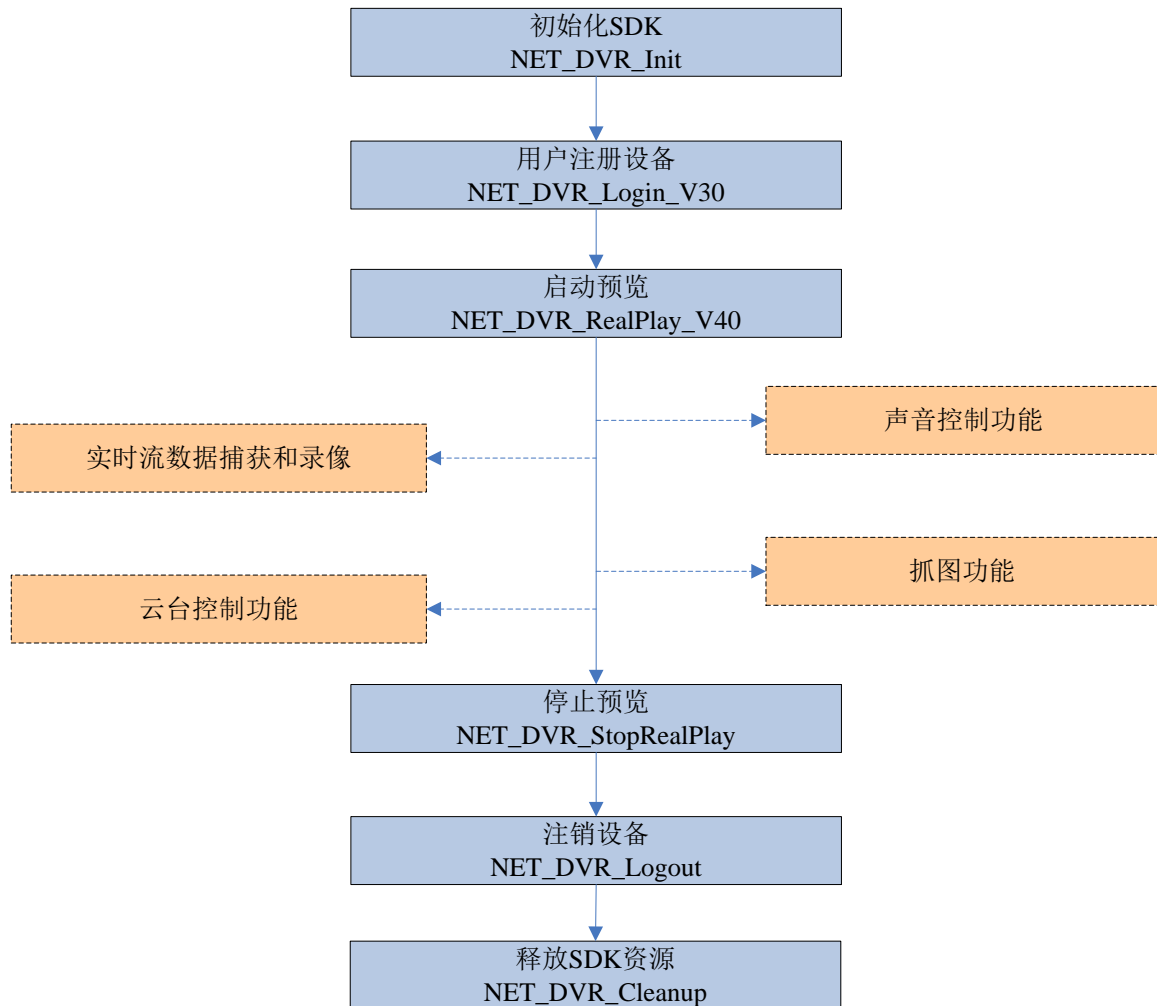 初始化SDK
NET_DVR_Init
用户注册设备
NET_DVR_Login_V30
启动预览
NET_DVR_RealPlay_V40
声音控制功能
实时流数据捕获和录像
抓图功能
云台控制功能
停止预览
NET_DVR_StopRealPlay
注销设备
NET_DVR_Logout
释放SDK资源
NET_DVR_Cleanup